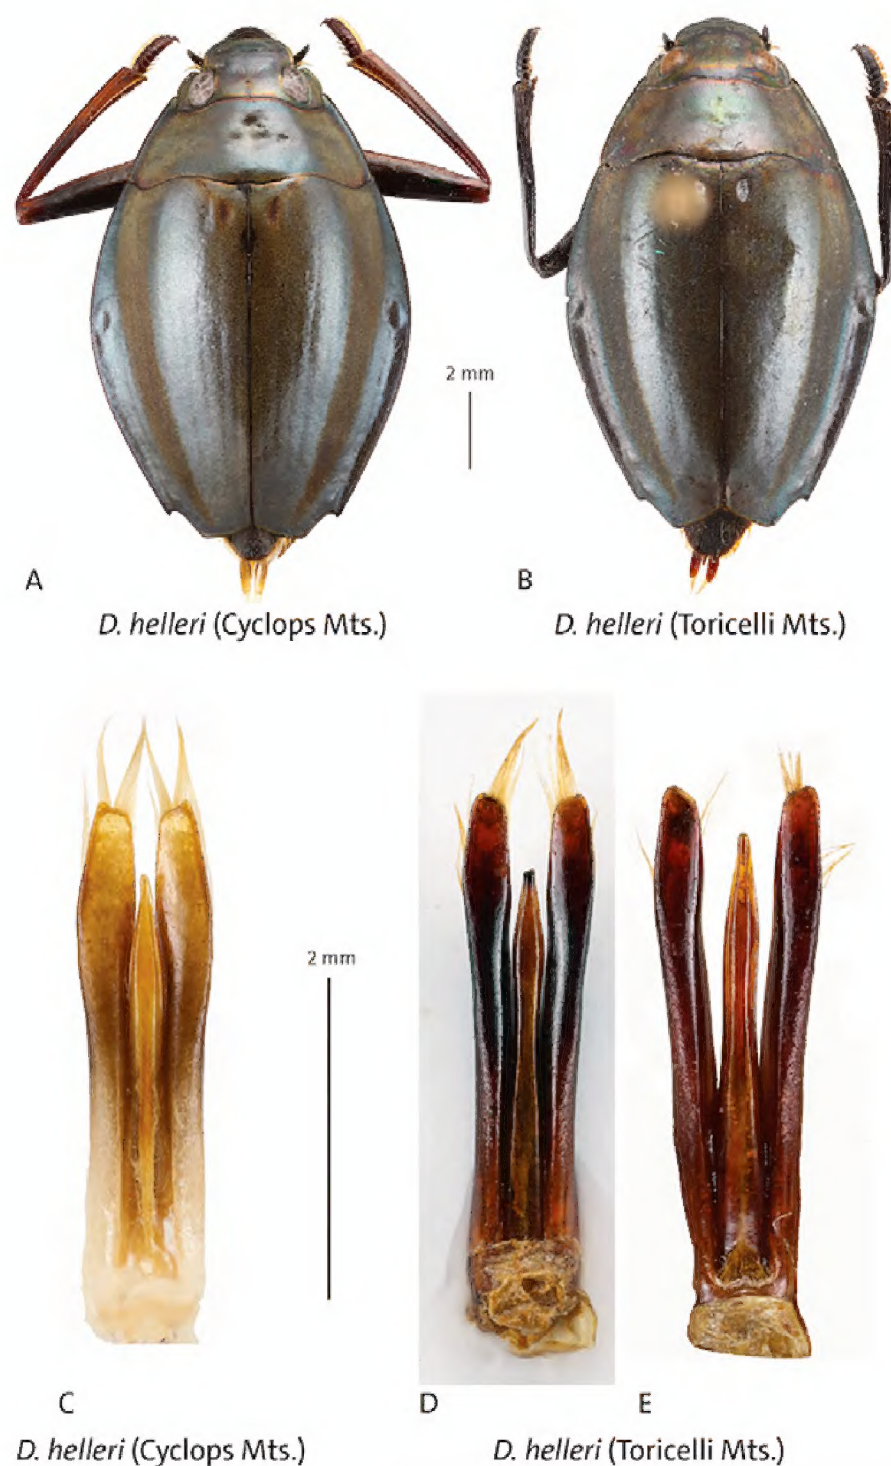 2 mm
A
B
D. helleri (Cyclops Mts.)
D. helleri (Toricelli Mts.)
2 mm
C
D
E
D. helleri (Cyclops Mts.)
D. helleri (Toricelli Mts.)